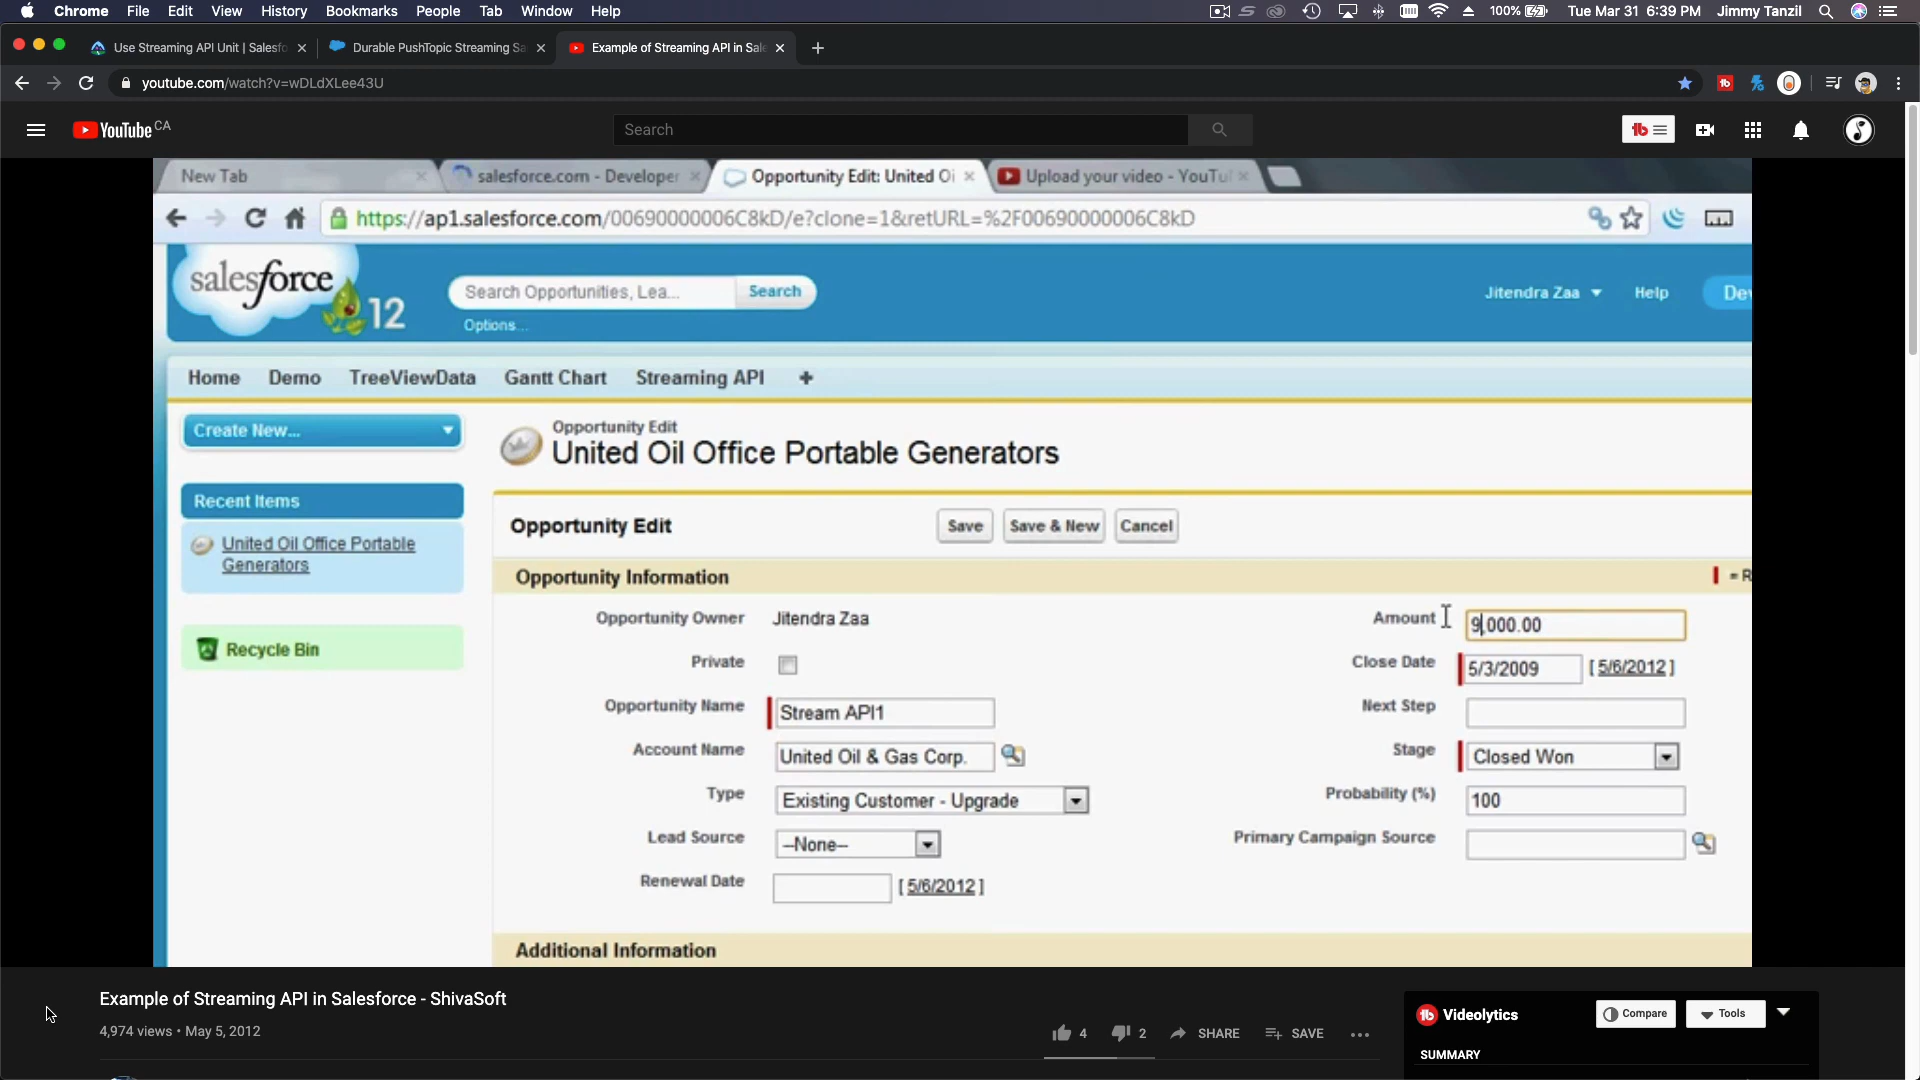 Chrome File Edit View History Bookmarks People Tab Window Help 100% Tue Mar 31 6:39 PM Jimmy Tanzil
Use Streaming API Unit | Salesfo Durable PushTopic Streaming Sa Example of Streaming API in Sale
youtube.com/watch?v=wDLdXLee43U
YouTube CA Search
New Tab salesforce.com - Developer Opportunity Edit: United Oi Upload your video - YouTu
https://ap1.salesforce.com/00690000006C8kD/e?clone=1&retURL=%2F00690000006C8kD
salesforce 12 Search Opportunities, Lea... Search Jitendra Zaa Help Dev
Options...
Home Demo TreeViewData Gantt Chart Streaming API +
Create New...
Opportunity Edit
United Oil Office Portable Generators
Recent Items
United Oil Office Portable
Generators
Recycle Bin
Opportunity Edit Save Save & New Cancel
Opportunity Information = R
Opportunity Owner Jitendra Zaa Amount 9,000.00
Private Close Date 5/3/2009 [ 5/6/2012 ]
Opportunity Name Stream API1 Next Step
Account Name United Oil & Gas Corp. Stage Closed Won
Type Existing Customer - Upgrade Probability (%) 100
Lead Source --None-- Primary Campaign Source
Renewal Date [ 5/6/2012 ]
Additional Information
Example of Streaming API in Salesforce - ShivaSoft
4,974 views • May 5, 2012
4 2 SHARE SAVE
Videolytics Compare Tools
SUMMARY